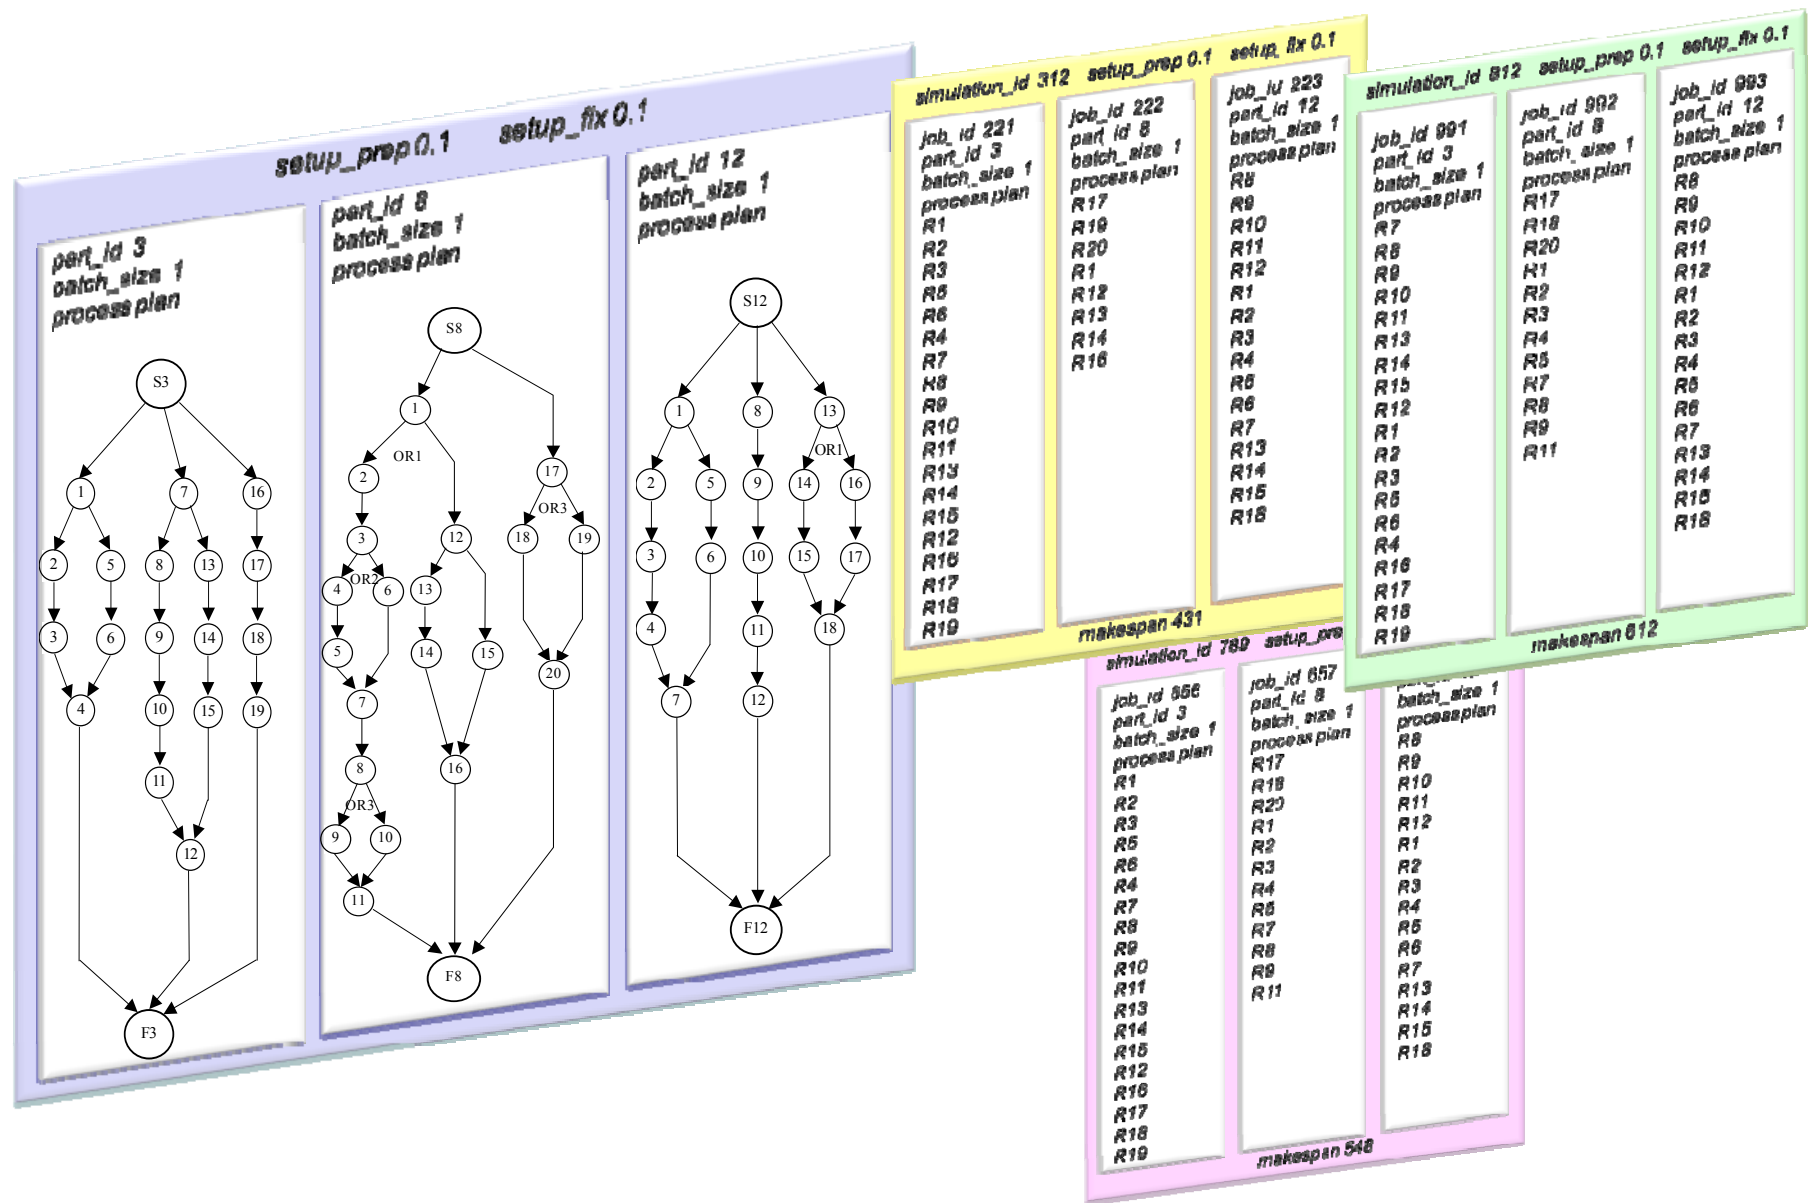 setup_prep 0.1 setup_fix 0.1
part_id 3
batch_size 1
process plan
S3
1
7
16
2
5
8
13
17
3
6
9
14
18
4
10
15
19
11
12
F3
part_id 8
batch_size 1
process plan
S8
1
OR1
2
17
OR3
3
12
18
19
OR2
4
6
13
5
14
15
20
7
8
16
OR3
9
10
11
F8
part_id 12
batch_size 1
process plan
S12
1
8
13
OR1
2
5
9
14
16
3
6
10
15
17
4
11
18
7
12
F12
simulation_id 312 setup_prep 0.1 setup_fix 0.1
job_id 221
part_id 3
batch_size 1
process plan
R1
R2
R3
R5
R6
R4
R7
R8
R9
R10
R11
R13
R14
R15
R12
R16
R17
R18
R19
job_id 222
part_id 8
batch_size 1
process plan
R17
R19
R20
R1
R12
R13
R14
R16
job_id 223
part_id 12
batch_size 1
process plan
R8
R9
R10
R11
R12
R1
R2
R3
R4
R5
R6
R7
R13
R14
R15
R18
makespan 431
simulation_id 812 setup_prep 0.1 setup_fix 0.1
job_id 991
part_id 3
batch_size 1
process plan
R7
R8
R9
R10
R11
R13
R14
R15
R12
R1
R2
R3
R5
R6
R4
R16
R17
R18
R19
job_id 992
part_id 8
batch_size 1
process plan
R17
R18
R20
R1
R2
R3
R4
R5
R7
R8
R9
R11
job_id 993
part_id 12
batch_size 1
process plan
R8
R9
R10
R11
R12
R1
R2
R3
R4
R5
R6
R7
R13
R14
R15
R18
makespan 612
simulation_id 789 setup_pre
job_id 656
part_id 3
batch_size 1
process plan
R1
R2
R3
R5
R6
R4
R7
R8
R9
R10
R11
R13
R14
R15
R12
R16
R17
R18
R19
job_id 657
part_id 8
batch_size 1
process plan
R17
R18
R20
R1
R2
R3
R4
R5
R7
R8
R9
R11
batch_size 1
process plan
R8
R9
R10
R11
R12
R1
R2
R3
R4
R5
R6
R7
R13
R14
R15
R18
makespan 548